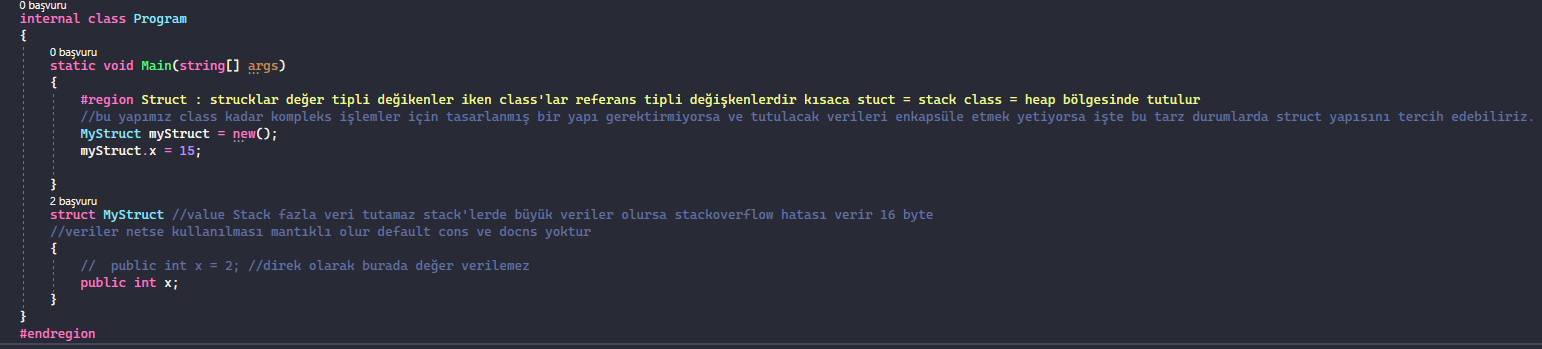 0 başvuru
internal class Program
{
0 başvuru
static void Main(string[] args)
{
#region Struct : strucklar değer tipli değikenler iken class'lar referans tipli değişkenlerdir kısaca stuct = stack class = heap bölgesinde tutulur
//bu yapımız class kadar kompleks işlemler için tasarlanmış bir yapı gerektirmiyorsa ve tutulacak verileri enkapsüle etmek yetiyorsa işte bu tarz durumlarda struct yapısını tercih edebiliriz.
MyStruct myStruct = new();
myStruct.x = 15;
}
2 başvuru
struct MyStruct //value Stack fazla veri tutamaz stack'lerde büyük veriler olursa stackoverflow hatası verir 16 byte
//veriler netse kullanılması mantıklı olur default cons ve docns yoktur
{
//  public int x = 2; //direk olarak burada değer verilemez
public int x;
}
}
#endregion